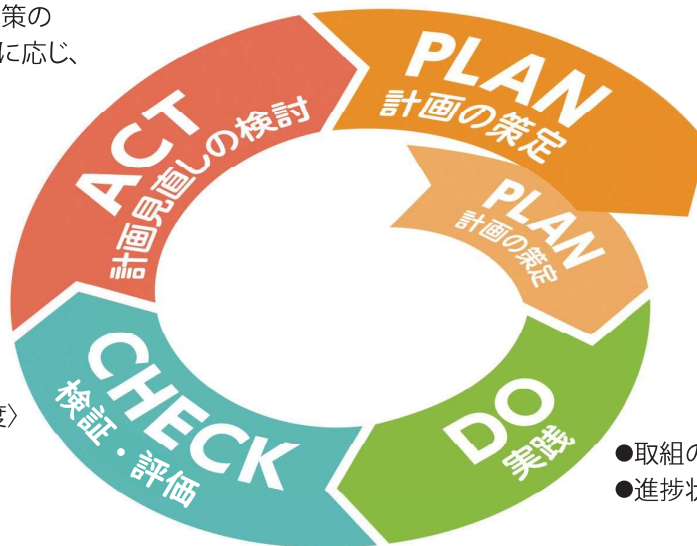 策の
に応じ、
PLAN
計画の策定
PLAN
計画の策定
DO
実践
●取組の
●進捗状
CHECK
検証・評価
度〉
ACT
計画見直しの検討